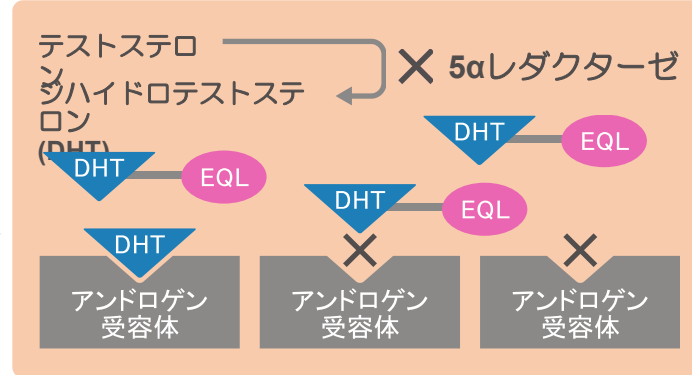 テストステロ
ン
ジハイドロテストステ
ロン
(DHT)
5αレダクターゼ
DHT
EQL
DHT
EQL
DHT
EQL
DHT
アンドロゲン
受容体
アンドロゲン
受容体
アンドロゲン
受容体